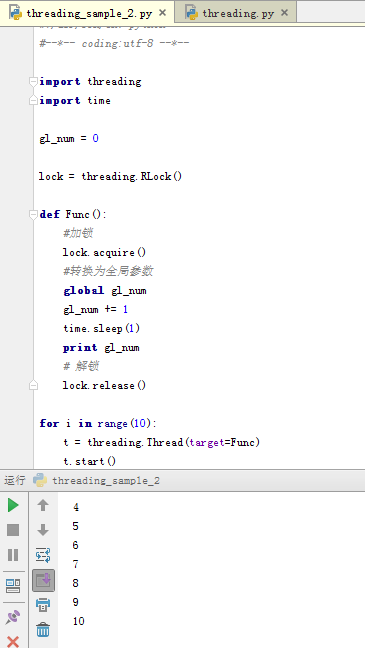 threading_sample_2.py × threading.py ×
#--*-- coding:utf-8 --*--
import threading
import time
gl_num = 0
lock = threading.RLock()
def Func():
#加锁
lock.acquire()
#转换为全局参数
global gl_num
gl_num += 1
time.sleep(1)
print gl_num
# 解锁
lock.release()
for i in range(10):
t = threading.Thread(target=Func)
t.start()
运行 threading_sample_2
4
5
6
7
8
9
10